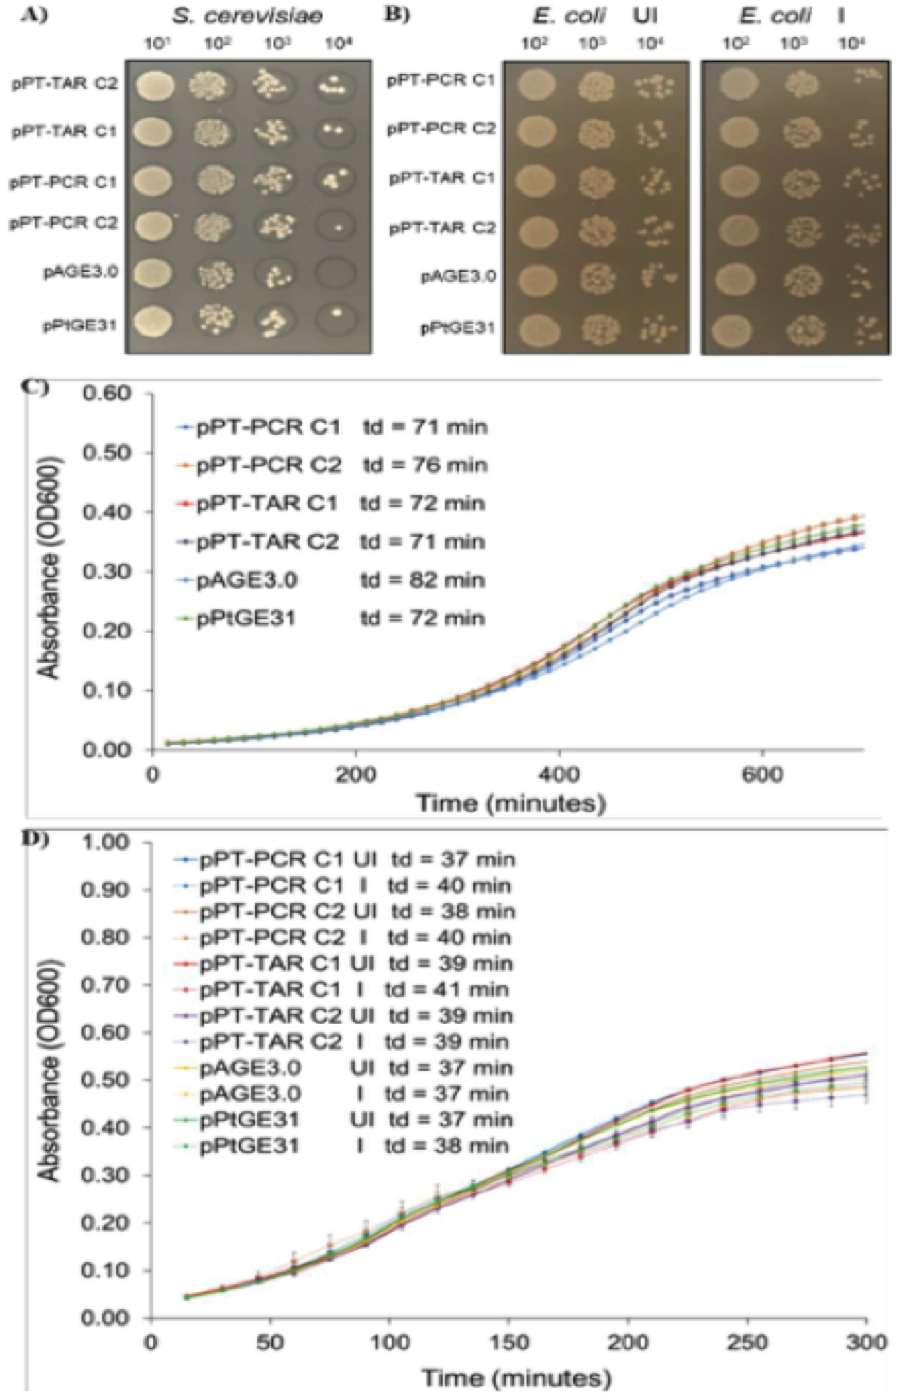 A) S. cerevisiae
10¹ 10² 10³ 10⁴
pPT-TAR C2
pPT-TAR C1
pPT-PCR C1
pPT-PCR C2
pAGE3.0
pPtGE31
B) E. coli UI E. coli I
10² 10³ 10⁴ 10² 10³ 10⁴
pPT-PCR C1
pPT-PCR C2
pPT-TAR C1
pPT-TAR C2
pAGE3.0
pPtGE31
C)
Absorbance (OD600)
0.60
0.50
0.40
0.30
0.20
0.10
0.00
pPT-PCR C1 td = 71 min
pPT-PCR C2 td = 76 min
pPT-TAR C1 td = 72 min
pPT-TAR C2 td = 71 min
pAGE3.0 td = 82 min
pPtGE31 td = 72 min
0 200 400 600
Time (minutes)
D)
Absorbance (OD600)
1.00
0.90
0.80
0.70
0.60
0.50
0.40
0.30
0.20
0.10
0.00
pPT-PCR C1 UI td = 37 min
pPT-PCR C1 I td = 40 min
pPT-PCR C2 UI td = 38 min
pPT-PCR C2 I td = 40 min
pPT-TAR C1 UI td = 39 min
pPT-TAR C1 I td = 41 min
pPT-TAR C2 UI td = 39 min
pPT-TAR C2 I td = 39 min
pAGE3.0 UI td = 37 min
pAGE3.0 I td = 37 min
pPtGE31 UI td = 37 min
pPtGE31 I td = 38 min
0 50 100 150 200 250 300
Time (minutes)